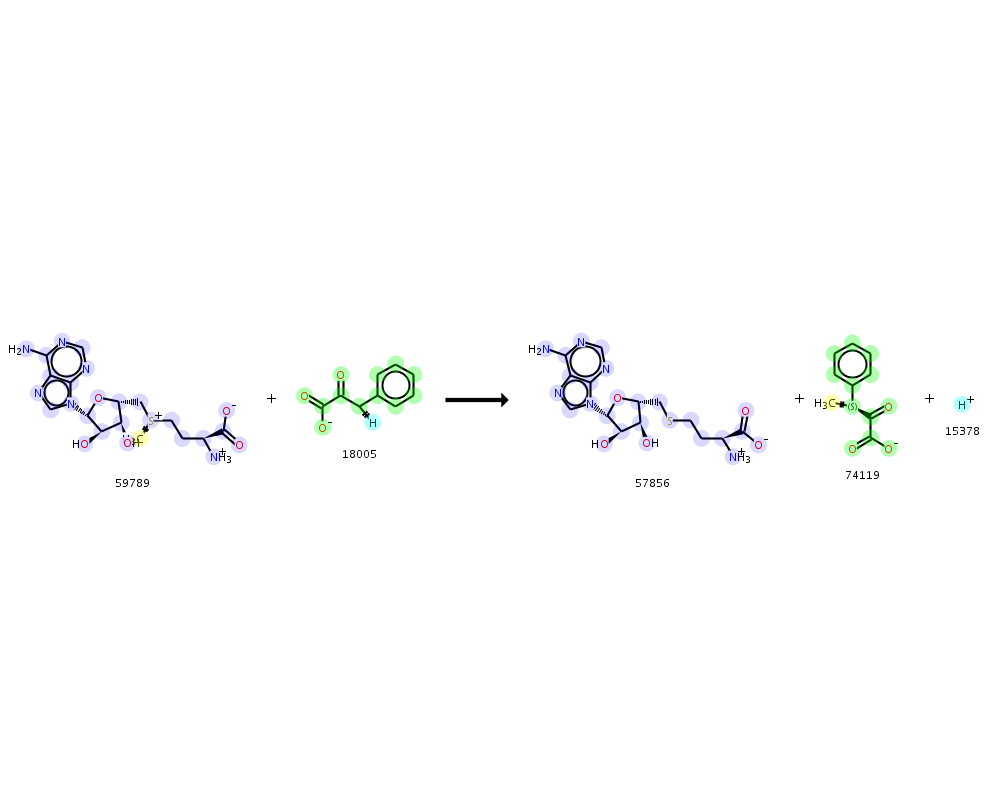 H2N N N N N O S+ H3C O- O HO OH NH3+
59789
+
O O O- H
18005
H2N N N N N O S O O- HO OH NH3+
57856
+
H3C (S) O O O-
74119
+
H+
15378